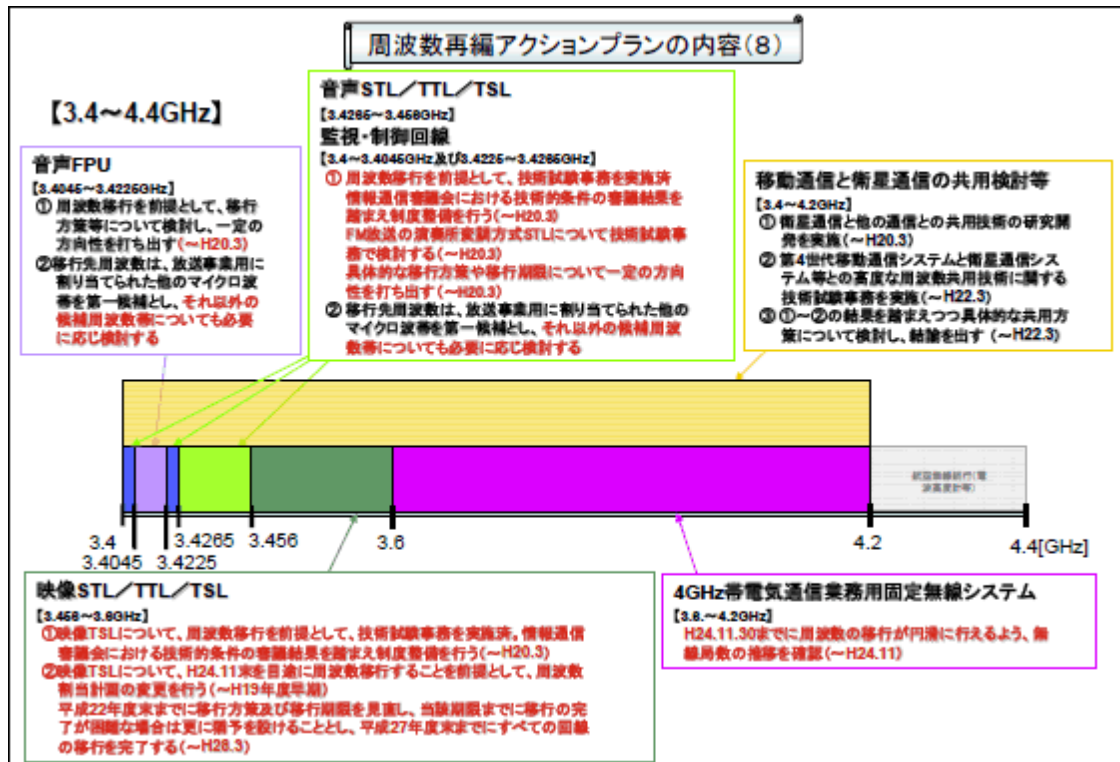 周波数再編アクションプランの内容(8)
【3.4～4.4GHz】
音声FPU
【3.4045～3.4225GHz】
① 周波数移行を前提として、移行
方策等について検討し、一定の
方向性を打ち出す(～H20.3)
②移行先周波数は、放送事業用に
割り当てられた他のマイクロ波
帯を第一候補とし、それ以外の
候補周波数帯についても必要
に応じ検討する
音声STL／TTL／TSL
【3.4265～3.456GHz】
監視・制御回線
【3.4～3.4045GHz及び3.4225～3.4265GHz】
① 周波数移行を前提として、技術試験事務を実施済
情報通信審議会における技術的条件の審議結果を
踏まえ制度整備を行う(～H20.3)
FM放送の演奏所変調方式STLについて技術試験事
務で検討する(～H20.3)
具体的な移行方策や移行期限について一定の方向
性を打ち出す(～H20.3)
② 移行先周波数は、放送事業用に割り当てられた他の
マイクロ波帯を第一候補とし、それ以外の候補周波
数帯についても必要に応じ検討する
移動通信と衛星通信の共用検討等
【3.4～4.2GHz】
① 衛星通信と他の通信との共用技術の研究開
発を実施(～H20.3)
② 第4世代移動通信システムと衛星通信シス
テム等との高度な周波数共用技術に関する
技術試験事務を実施(～H22.3)
③ ①～②の結果を踏まえつつ具体的な共用方
策について検討し、結論を出す (～H22.3)
航空無線航行(電
波高度計等)
3.4
3.4045
3.4225
3.4265
3.456
3.6
4.2
4.4[GHz]
映像STL／TTL／TSL
【3.456～3.6GHz】
①映像TSLについて、周波数移行を前提として、技術試験事務を実施済。情報通信
審議会における技術的条件の審議結果を踏まえ制度整備を行う(～H20.3)
②映像TSLについて、H24.11末を目途に周波数移行することを前提として、周波数
割当計画の変更を行う(～H19年度早期)
平成22年度末までに移行方策及び移行期限を見直し、当該期限までに移行の完
了が困難な場合は更に猶予を設けることとし、平成27年度末までにすべての回線
の移行を完了する(～H28.3)
4GHz帯電気通信業務用固定無線システム
【3.6.～4.2GHz】
H24.11.30までに周波数の移行が円滑に行えるよう、無
線局数の推移を確認(～H24.11)